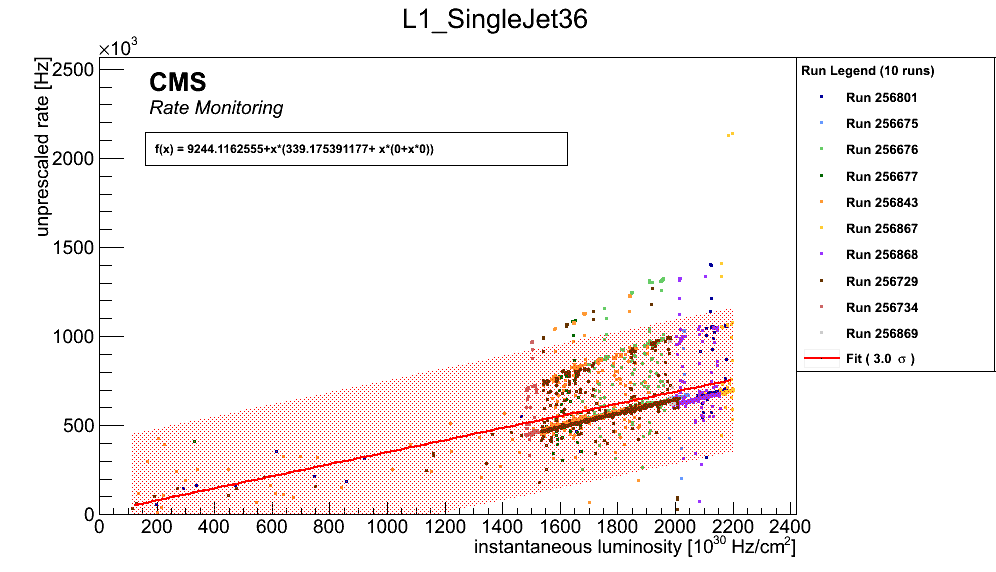 L1_SingleJet36
×10³
unprescaled rate [Hz]
2500
2000
1500
1000
500
0
CMS
Rate Monitoring
f(x) = 9244.1162555+x*(339.175391177+ x*(0+x*0))
0 200 400 600 800 1000 1200 1400 1600 1800 2000 2200 2400
instantaneous luminosity [10³⁰ Hz/cm²]
Run Legend (10 runs)
Run 256801
Run 256675
Run 256676
Run 256677
Run 256843
Run 256867
Run 256868
Run 256729
Run 256734
Run 256869
Fit ( 3.0 σ )